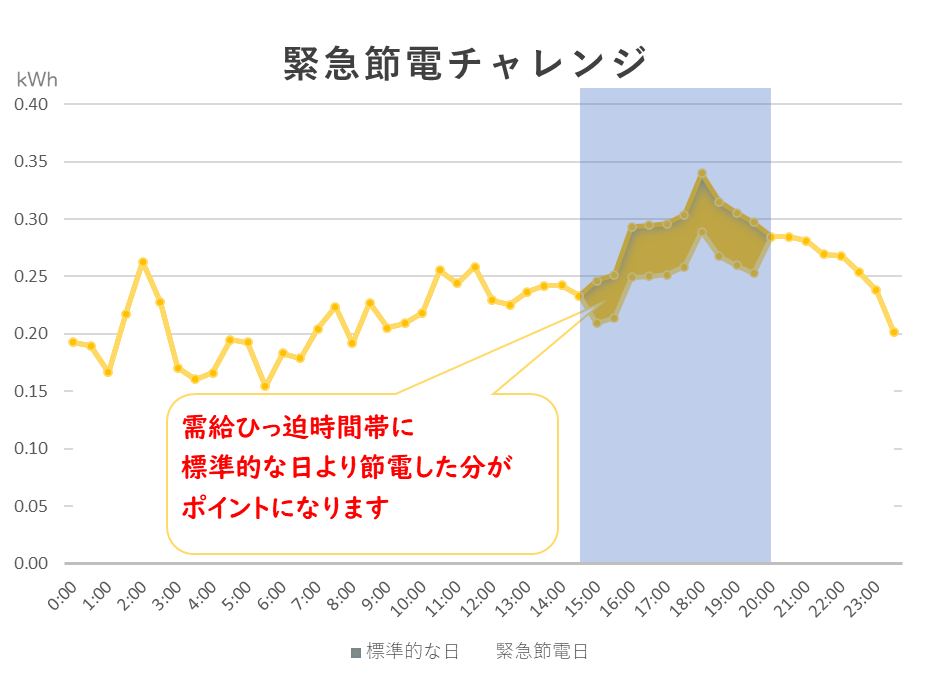 緊急節電チャレンジ
kWh
0.40
0.35
0.30
0.25
0.20
0.15
0.10
0.05
0.00
需給ひっ迫時間帯に
標準的な日より節電した分が
ポイントになります
0:00 1:00 2:00 3:00 4:00 5:00 6:00 7:00 8:00 9:00 10:00 11:00 12:00 13:00 14:00 15:00 16:00 17:00 18:00 19:00 20:00 21:00 22:00 23:00
標準的な日 緊急節電日